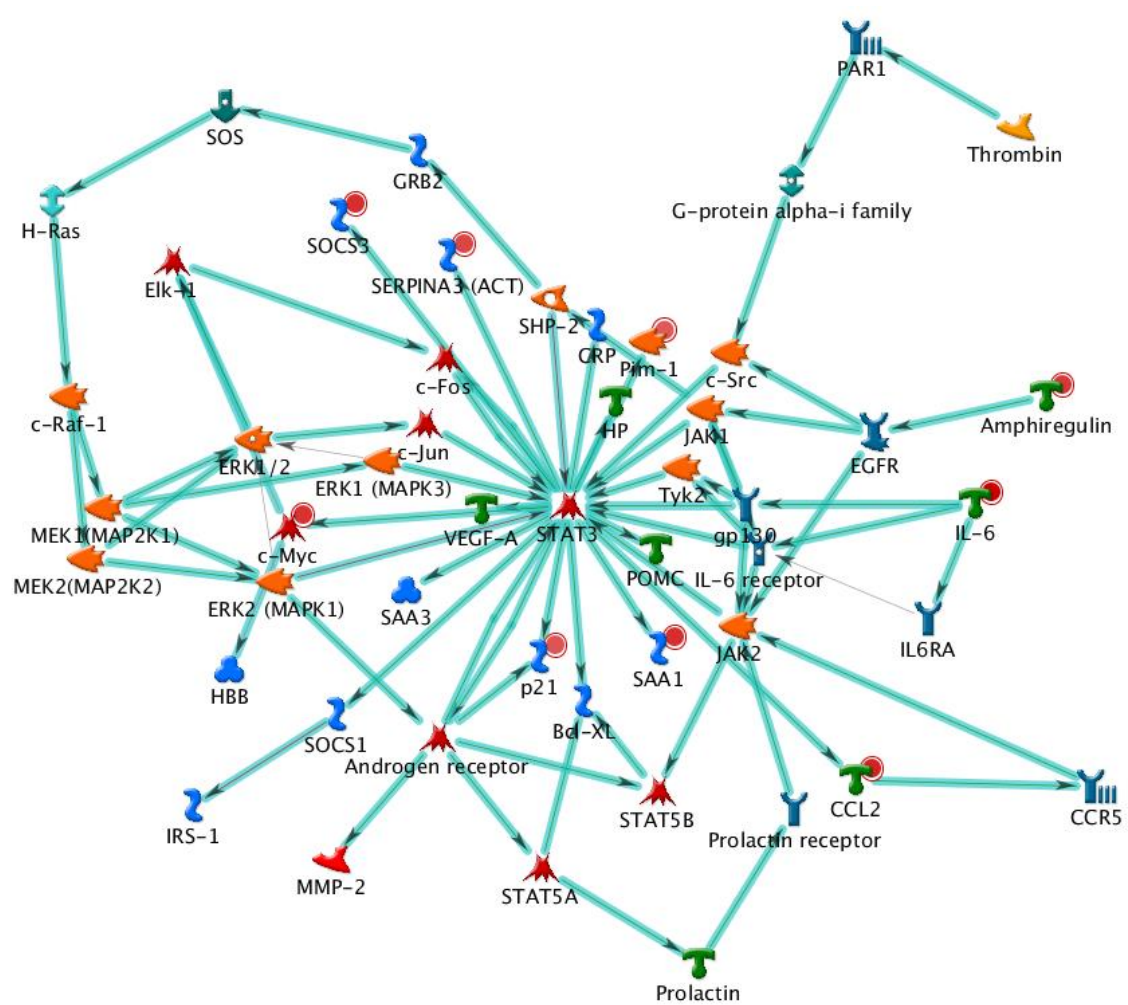 PAR1
SOS
Thrombin
GRB2
G-protein alpha-i family
H-Ras
SOCS3
SERPINA3 (ACT)
Elk-1
SHP-2
CRP
Pim-1
c-Src
c-Fos
c-Raf-1
HP
JAK1
Amphiregulin
EGFR
c-Jun
ERK1/2
ERK1 (MAPK3)
Tyk2
MEK1(MAP2K1)
VEGF-A
STAT3
gp130
IL-6
c-Myc
POMC
IL-6 receptor
MEK2(MAP2K2)
ERK2 (MAPK1)
SAA3
JAK2
IL6RA
HBB
p21
SAA1
SOCS1
Bcl-XL
Androgen receptor
CCL2
CCR5
STAT5B
IRS-1
Prolactin receptor
MMP-2
STAT5A
Prolactin